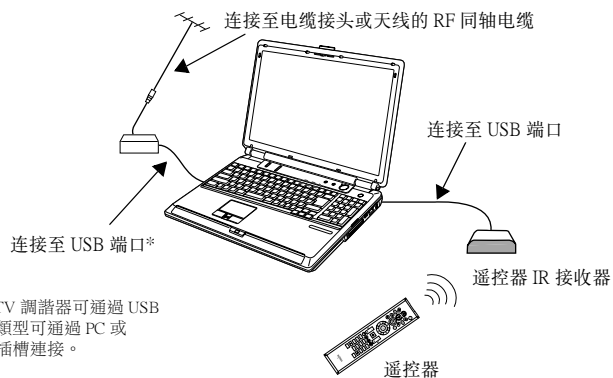 连接至电缆接头或天线的 RF 同轴电缆
连接至 USB 端口
连接至 USB 端口*
遥控器 IR 接收器
TV 調諧器可通過 USB
類型可通過 PC 或
插槽連接。
遥控器